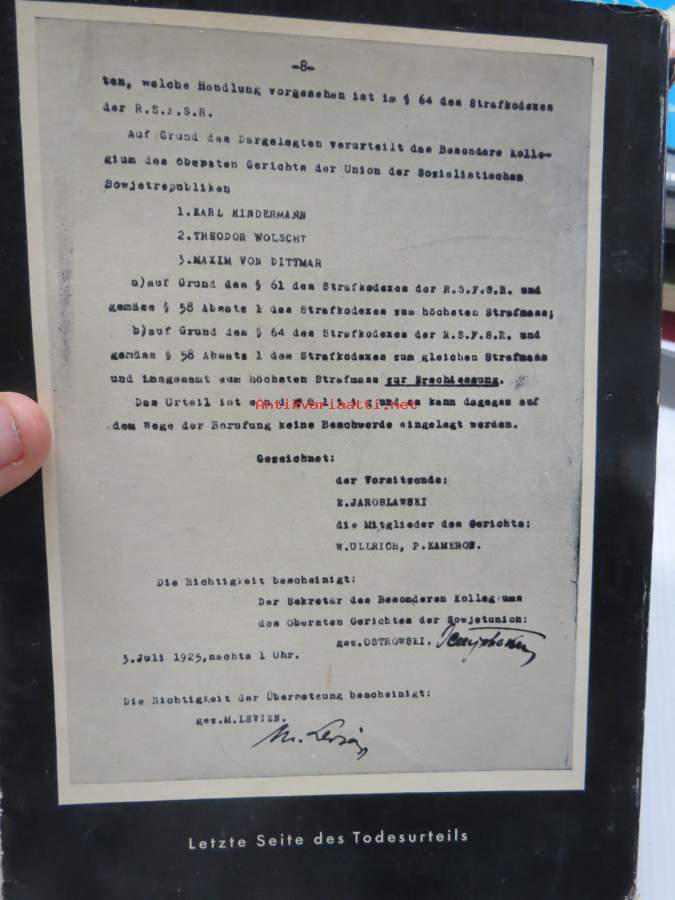 -8-
ten, welche Handlung vorgesehen ist im § 64 des Strafkodexes
der R.S.F.S.R.
Auf Grund des Dargelegten verurteilt das Besondere Kolle-
gium des Obersten Gerichts der Union der Sozialistischen
Sowjetrepubliken
1.KARL KINDERMANN
2.THEODOR WOLSCHT
3.MAXIM VON DITTMAR
a)auf Grund des § 61 des Strafkodexes der R.S.F.S.R. und
gemäss § 58 Absatz 1 des Strafkodexes zum höchsten Strafmass;
b)auf Grund des § 64 des Strafkodexes der R.S.F.S.R. und
gemäss § 58 Absatz 1 des Strafkodexes zum gleichen Strafmass
und insgesamt zum höchsten Strafmass zur Erschiessung.
Antikvariaatti.net
Das Urteil ist endgültig und es kann dagegen auf
dem Wege der Berufung keine Beschwerde eingelegt werden.
Gezeichnet:
der Vorsitzende:
E.JAROSLAWSKI
die Mitglieder des Gerichts:
W.ULLRICH, P.KAMERON.
Die Richtigkeit bescheinigt:
Der Sekretär des Besonderen Kollegiums
des Obersten Gerichtes der Sowjetunion:
gez.OSTROWSKI.
3.Juli 1925,nachts 1 Uhr.
Die Richtigkeit der Übersetzung bescheinigt:
gez.M.LEVIEN.
M. Levien
Letzte Seite des Todesurteils